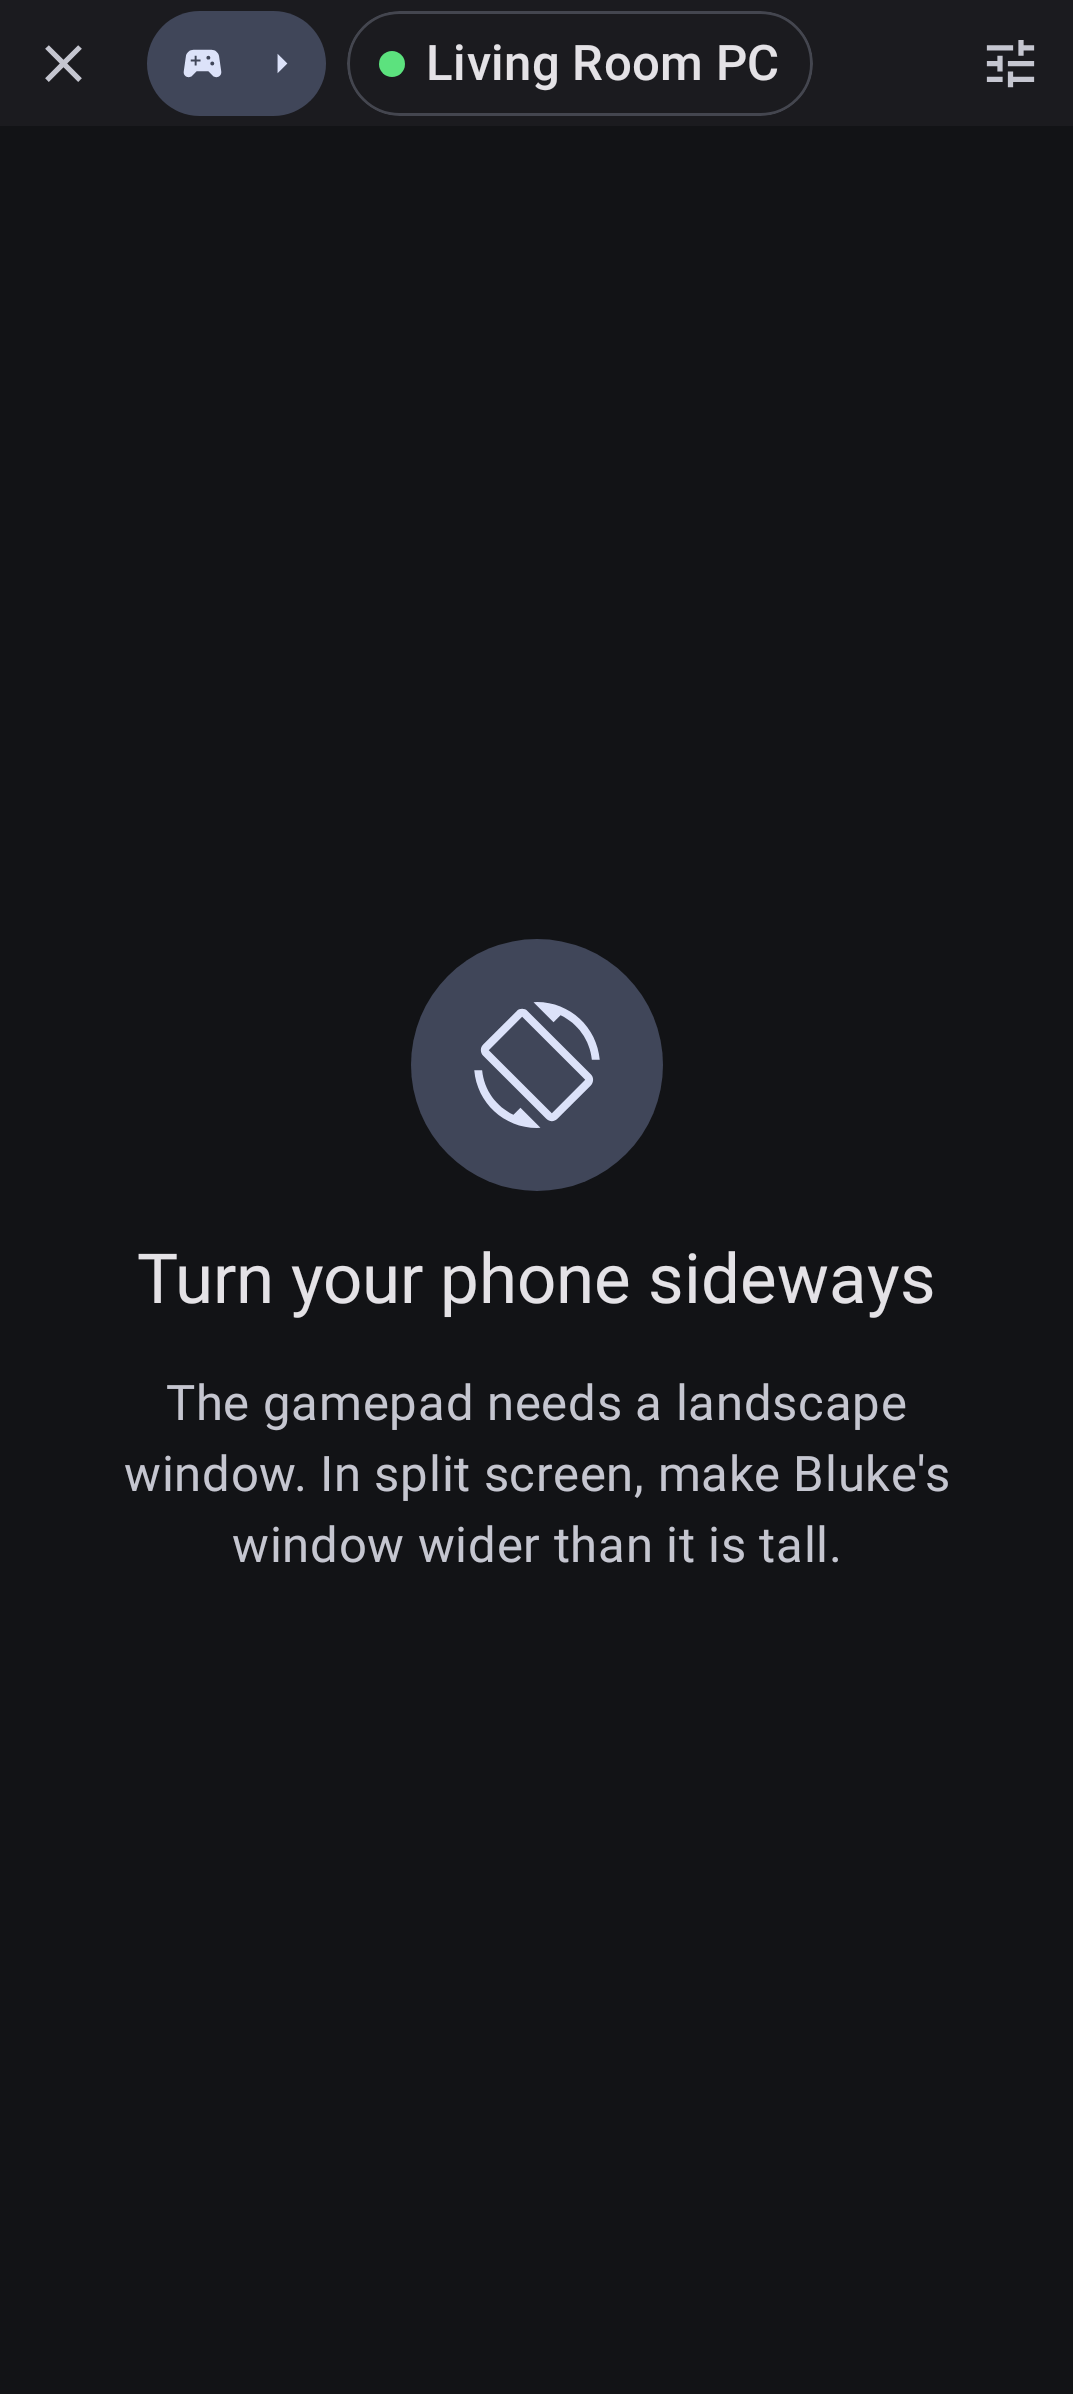 Living Room PC
Turn your phone sideways
The gamepad needs a landscape
window. In split screen, make Bluke's
window wider than it is tall.